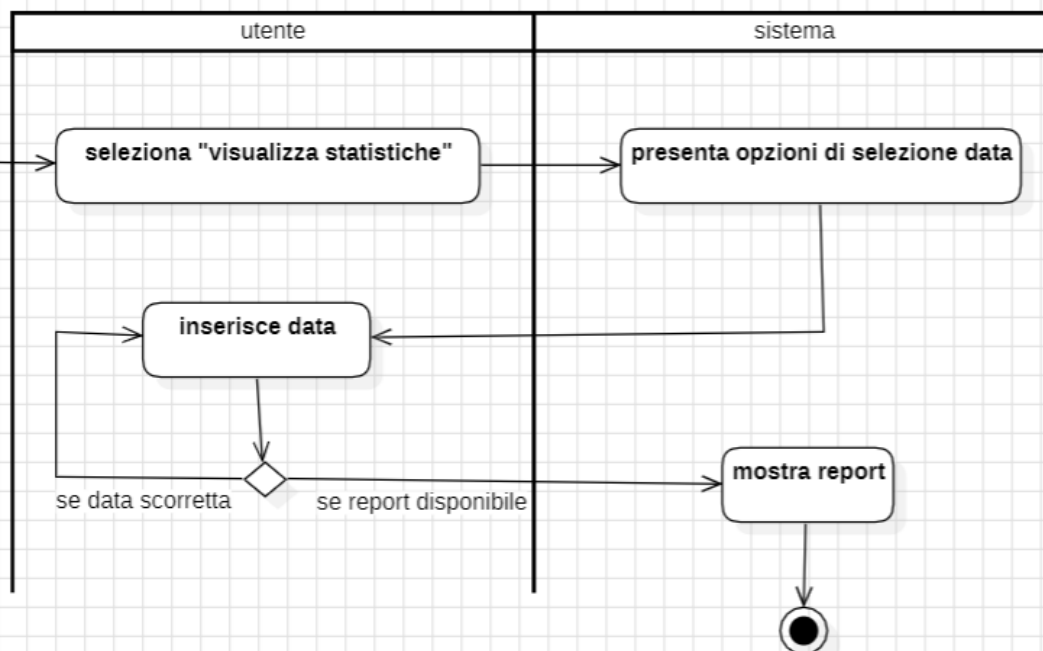 utente
sistema
seleziona "visualizza statistiche"
presenta opzioni di selezione data
inserisce data
mostra report
se data scorretta
se report disponibile